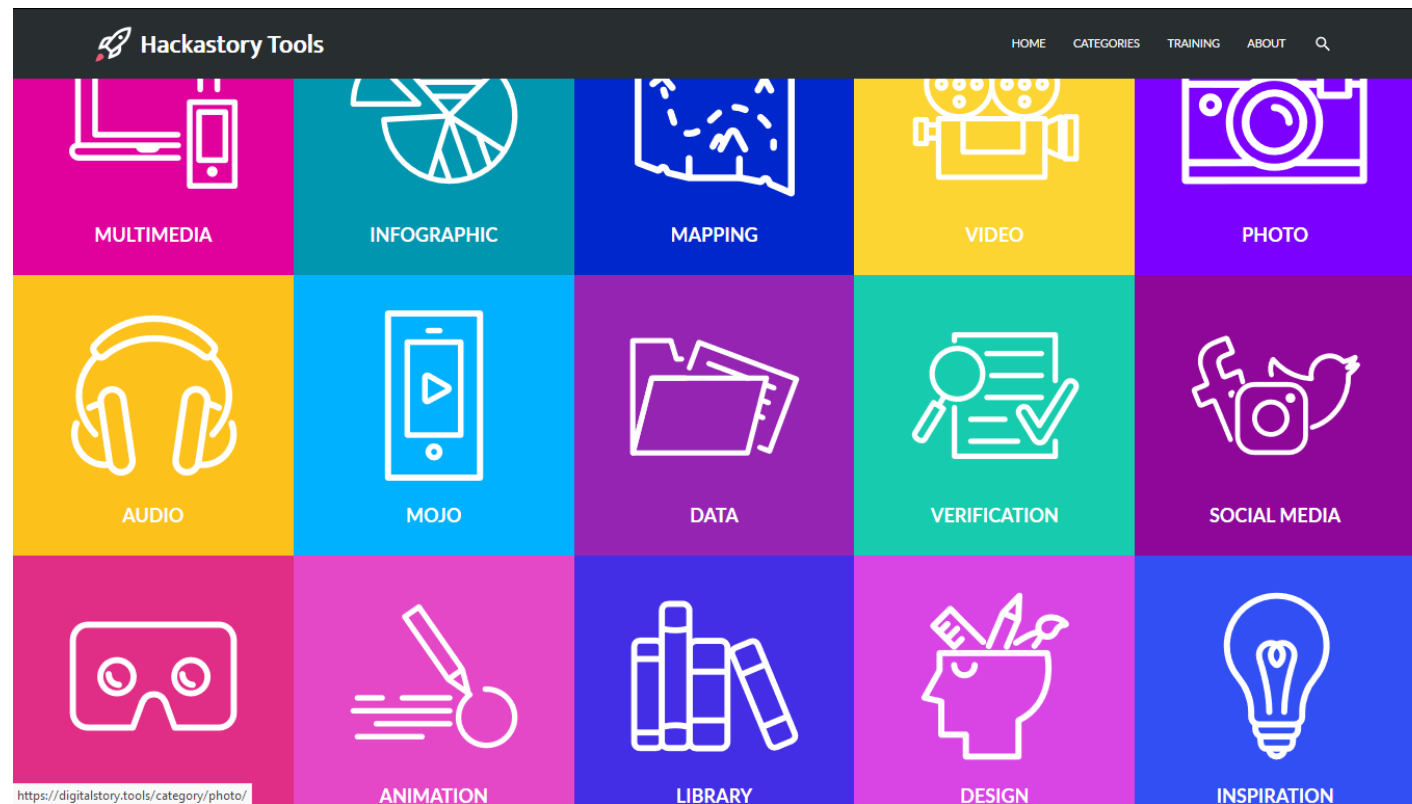 Hackastory Tools
HOME CATEGORIES TRAINING ABOUT
MULTIMEDIA INFOGRAPHIC MAPPING VIDEO PHOTO
AUDIO MOJO DATA VERIFICATION SOCIAL MEDIA
ANIMATION LIBRARY DESIGN INSPIRATION
https://digitalstory.tools/category/photo/